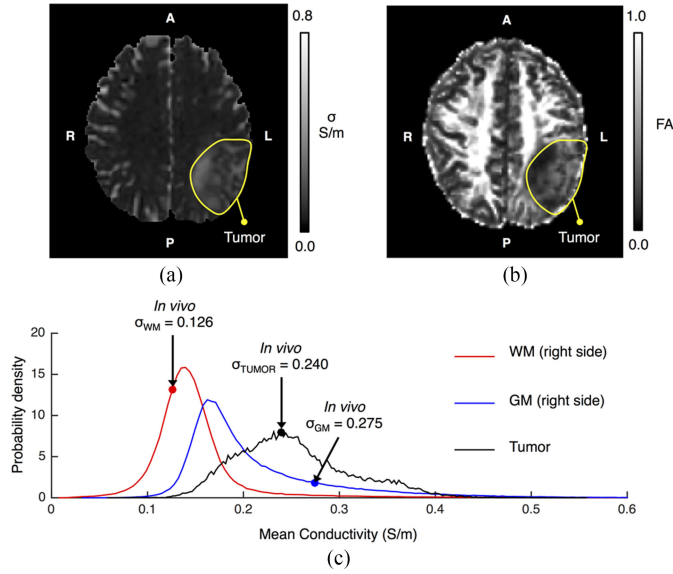 A
0.8
R
L
σ
S/m
P
Tumor
0.0
(a)
A
1.0
R
L
FA
P
Tumor
0.0
(b)
In vivo
σWM = 0.126
In vivo
σTUMOR = 0.240
In vivo
σGM = 0.275
WM (right side)
GM (right side)
Tumor
Probability density
20
15
10
5
0
0 0.1 0.2 0.3 0.4 0.5 0.6
Mean Conductivity (S/m)
(c)